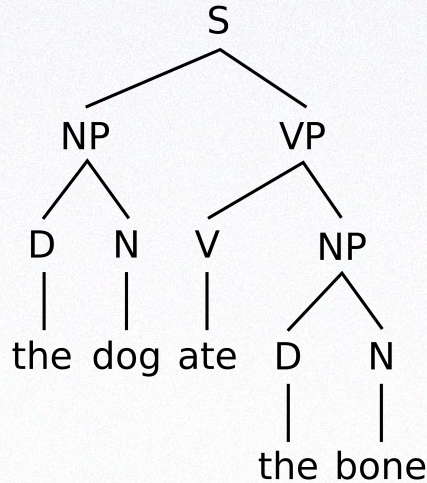 S
NP VP
D N V NP
the dog ate D N
the bone